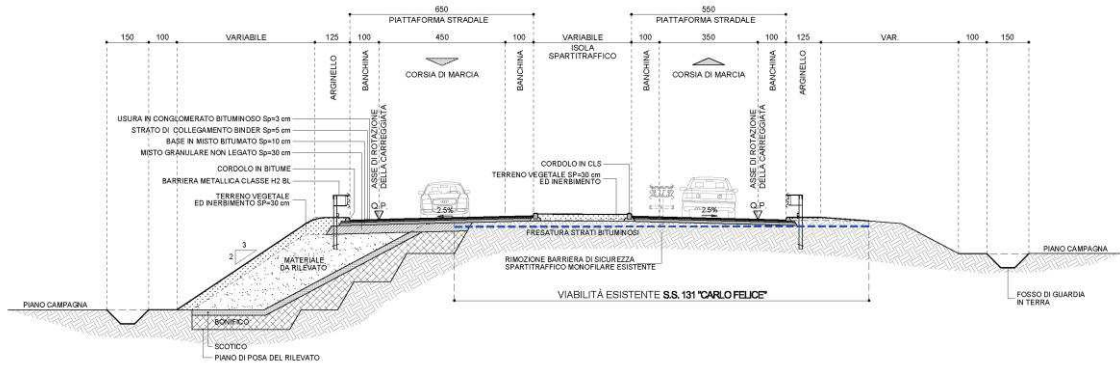 650
PIATTAFORMA STRADALE
550
PIATTAFORMA STRADALE
150
100
VARIABILE
125
100
450
100
VARIABILE
100
350
100
125
VAR.
100
150
ARGINELLO
BANCHINA
CORSIA DI MARCIA
BANCHINA
ISOLA
SPARTITRAFFICO
BANCHINA
CORSIA DI MARCIA
BANCHINA
ARGINELLO
USURA IN CONGLOMERATO BITUMINOSO Sp=3 cm
STRATO DI COLLEGAMENTO BINDER Sp=5 cm
BASE IN MISTO BITUMATO Sp=10 cm
MISTO GRANULARE NON LEGATO Sp=30 cm
CORDOLO IN BITUME
BARRIERA METALLICA CLASSE H2 BL
TERRENO VEGETALE
ED INERBIMENTO SP=30 cm
ASSE DI ROTAZIONE
DELLA CARREGGIATA
CORDOLO IN CLS
TERRENO VEGETALE SP=30 cm
ED INERBIMENTO
ASSE DI ROTAZIONE
DELLA CARREGGIATA
Q.P.
2.5%
2.5%
Q.P.
FRESATURA STRATI BITUMINOSI
3
2
MATERIALE
DA RILEVATO
RIMOZIONE BARRIERA DI SICUREZZA
SPARTITRAFFICO MONOFILARE ESISTENTE
PIANO CAMPAGNA
VIABILITÀ ESISTENTE S.S. 131 "CARLO FELICE"
PIANO CAMPAGNA
FOSSO DI GUARDIA
IN TERRA
BONIFICO
SCOTICO
PIANO DI POSA DEL RILEVATO